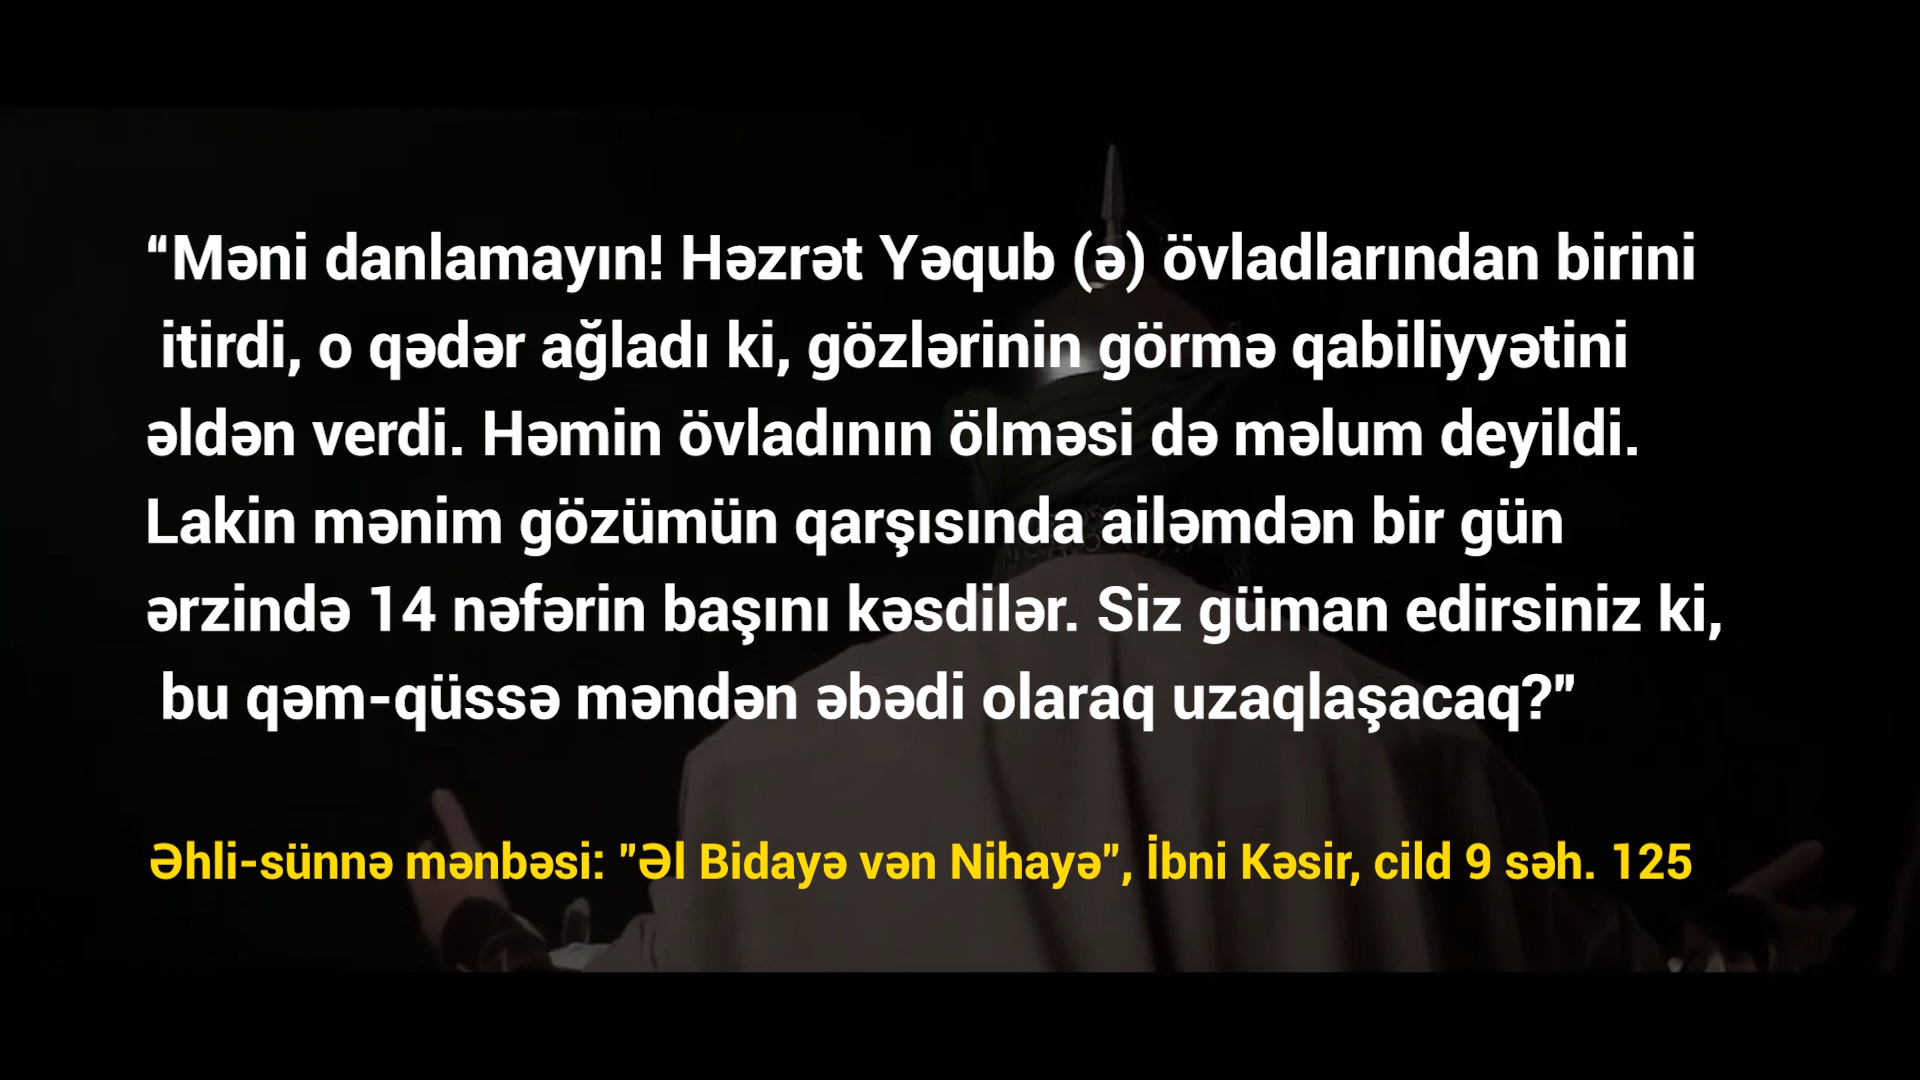 “Məni danlamayın! Həzrət Yəqub (ə) övladlarından birini
itirdi, o qədər ağladı ki, gözlərinin görmə qabiliyyətini
əldən verdi. Həmin övladının ölməsi də məlum deyildi.
Lakin mənim gözümün qarşısında ailəmdən bir gün
ərzində 14 nəfərin başını kəsdilər. Siz güman edirsiniz ki,
bu qəm-qüssə məndən əbədi olaraq uzaqlaşacaq?”
Əhli-sünnə mənbəsi: ”Əl Bidayə vən Nihayə”, İbni Kəsir, cild 9 səh. 125